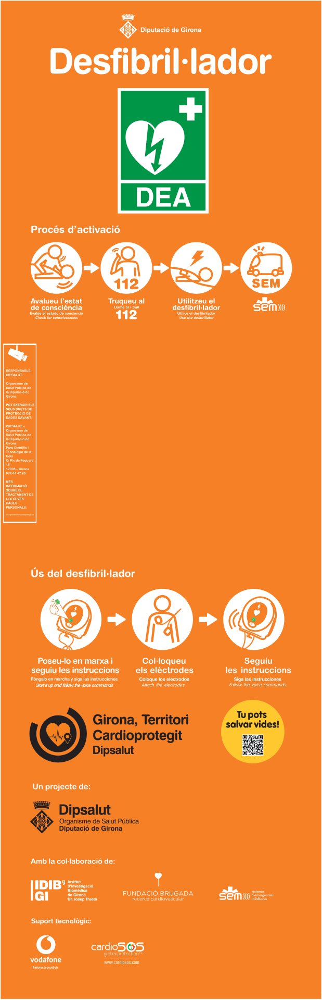 Diputació de Girona
Desfibril·lador
DEA
Procés d'activació
112
SEM
Avalueu l'estat
de consciència
Evalúe el estado de conciencia
Check for consciousness
Truqueu al
Llame al / Call
112
Utilitzeu el
desfibril·lador
Utilice el desfibrilador
Use the defibrillator
sem
RESPONSABLE:
DIPSALUT
Organisme de
Salut Pública de
la Diputació de
Girona
POT EXERCIR ELS
SEUS DRETS DE
PROTECCIÓ DE
DADES DAVANT:
DIPSALUT –
Organisme de
Salut Pública de
la Diputació de
Girona
Parc Científic i
Tecnològic de la
UdG
C/ Pic de Peguera,
15
17003 – Girona
972 41 47 20
MÉS
INFORMACIÓ
SOBRE EL
TRACTAMENT DE
LES SEVES
DADES
PERSONALS:
Ús del desfibril·lador
Poseu-lo en marxa i
seguiu les instruccions
Póngalo en marcha y siga las instrucciones
Start it up and follow the voice commands
Col·loqueu
els elèctrodes
Coloque los electrodos
Attach the electrodes
Seguiu
les instruccions
Siga las instrucciones
Follow the voice commands
Girona, Territori
Cardioprotegit
Dipsalut
Tu pots
salvar vides!
Un projecte de:
Dipsalut
Organisme de Salut Pública
Diputació de Girona
Amb la col·laboració de:
IDIB
GI
Institut
d'Investigació
Biomèdica
de Girona
Dr. Josep Trueta
FUNDACIÓ BRUGADA
recerca cardiovascular
sem
sistema
d'emergències
mèdiques
Suport tecnològic:
vodafone
Partner tecnològic
cardioSOS
global protection
www.cardiosos.com